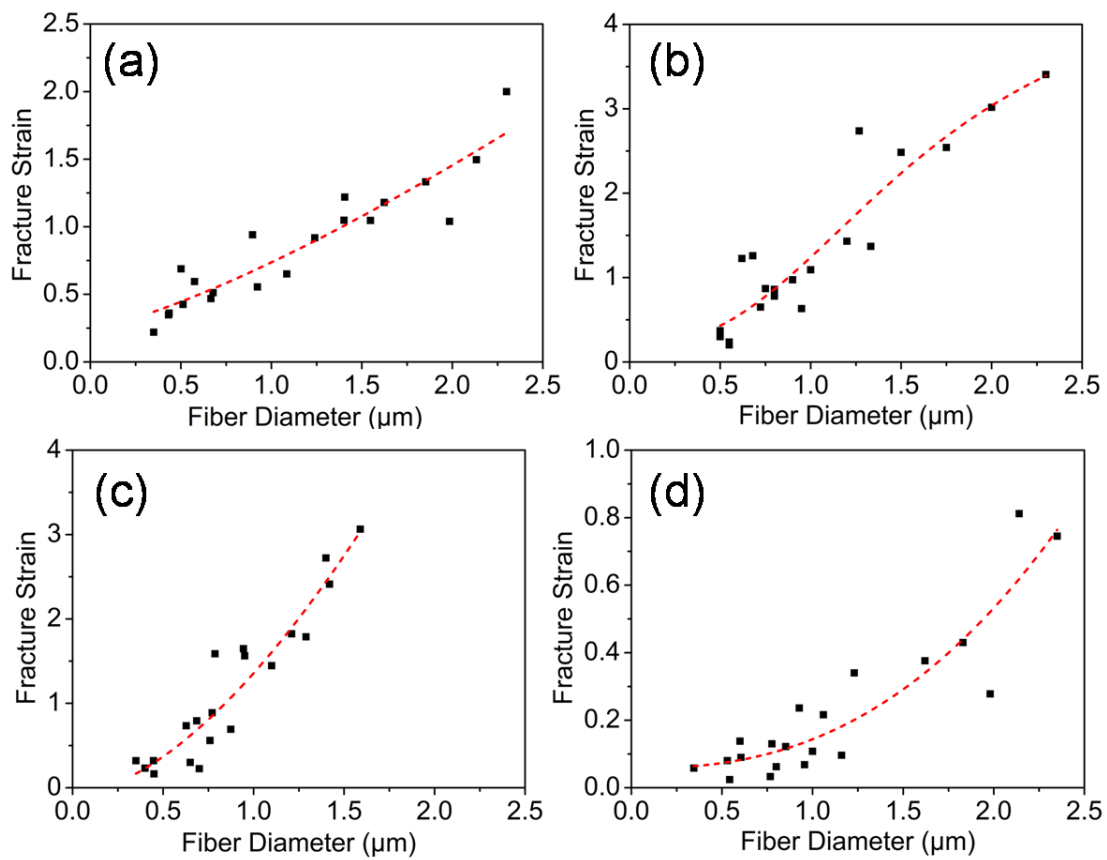 (a)
Fracture Strain
2.5
2.0
1.5
1.0
0.5
0.0
0.0 0.5 1.0 1.5 2.0 2.5
Fiber Diameter (µm)
(b)
Fracture Strain
4
3
2
1
0
0.0 0.5 1.0 1.5 2.0 2.5
Fiber Diameter (µm)
(c)
Fracture Strain
4
3
2
1
0
0.0 0.5 1.0 1.5 2.0 2.5
Fiber Diameter (µm)
(d)
Fracture Strain
1.0
0.8
0.6
0.4
0.2
0.0
0.0 0.5 1.0 1.5 2.0 2.5
Fiber Diameter (µm)